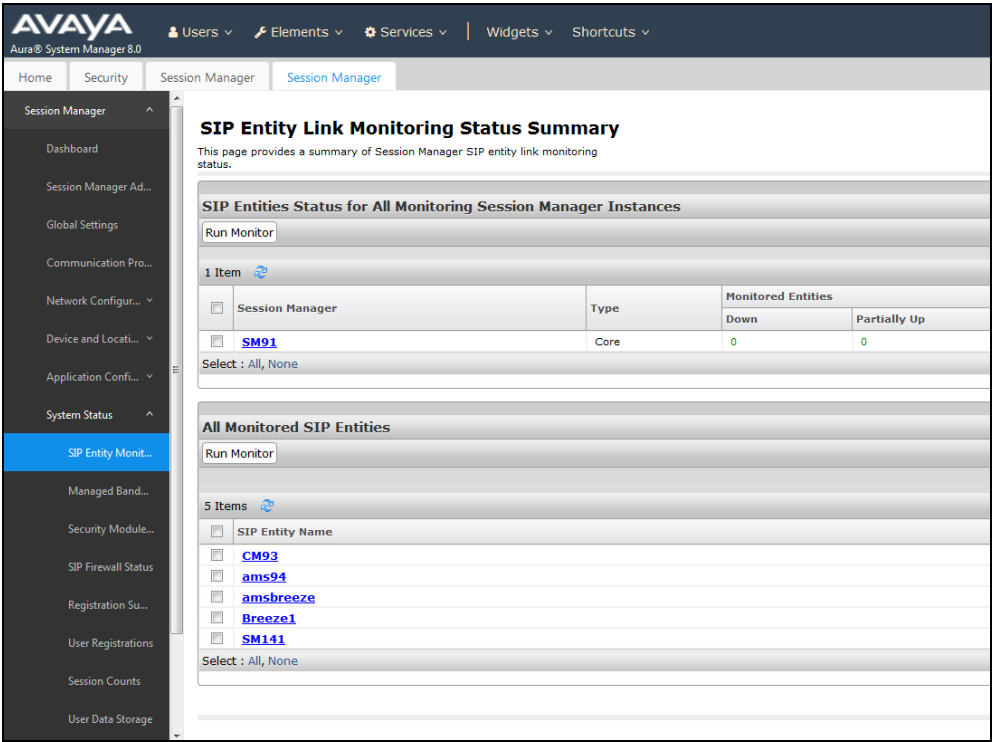 AVAYA
Aura® System Manager 8.0
Users Elements Services Widgets Shortcuts
Home Security Session Manager Session Manager
Session Manager
Dashboard
Session Manager Ad...
Global Settings
Communication Pro...
Network Configur...
Device and Locati...
Application Confi...
System Status
SIP Entity Monit...
Managed Band...
Security Module...
SIP Firewall Status
Registration Su...
User Registrations
Session Counts
User Data Storage
SIP Entity Link Monitoring Status Summary
This page provides a summary of Session Manager SIP entity link monitoring
status.
SIP Entities Status for All Monitoring Session Manager Instances
Run Monitor
1 Item
Session Manager Type Monitored Entities
Down Partially Up
SM91 Core 0 0
Select : All, None
All Monitored SIP Entities
Run Monitor
5 Items
SIP Entity Name
CM93
ams94
amsbreeze
Breeze1
SM141
Select : All, None